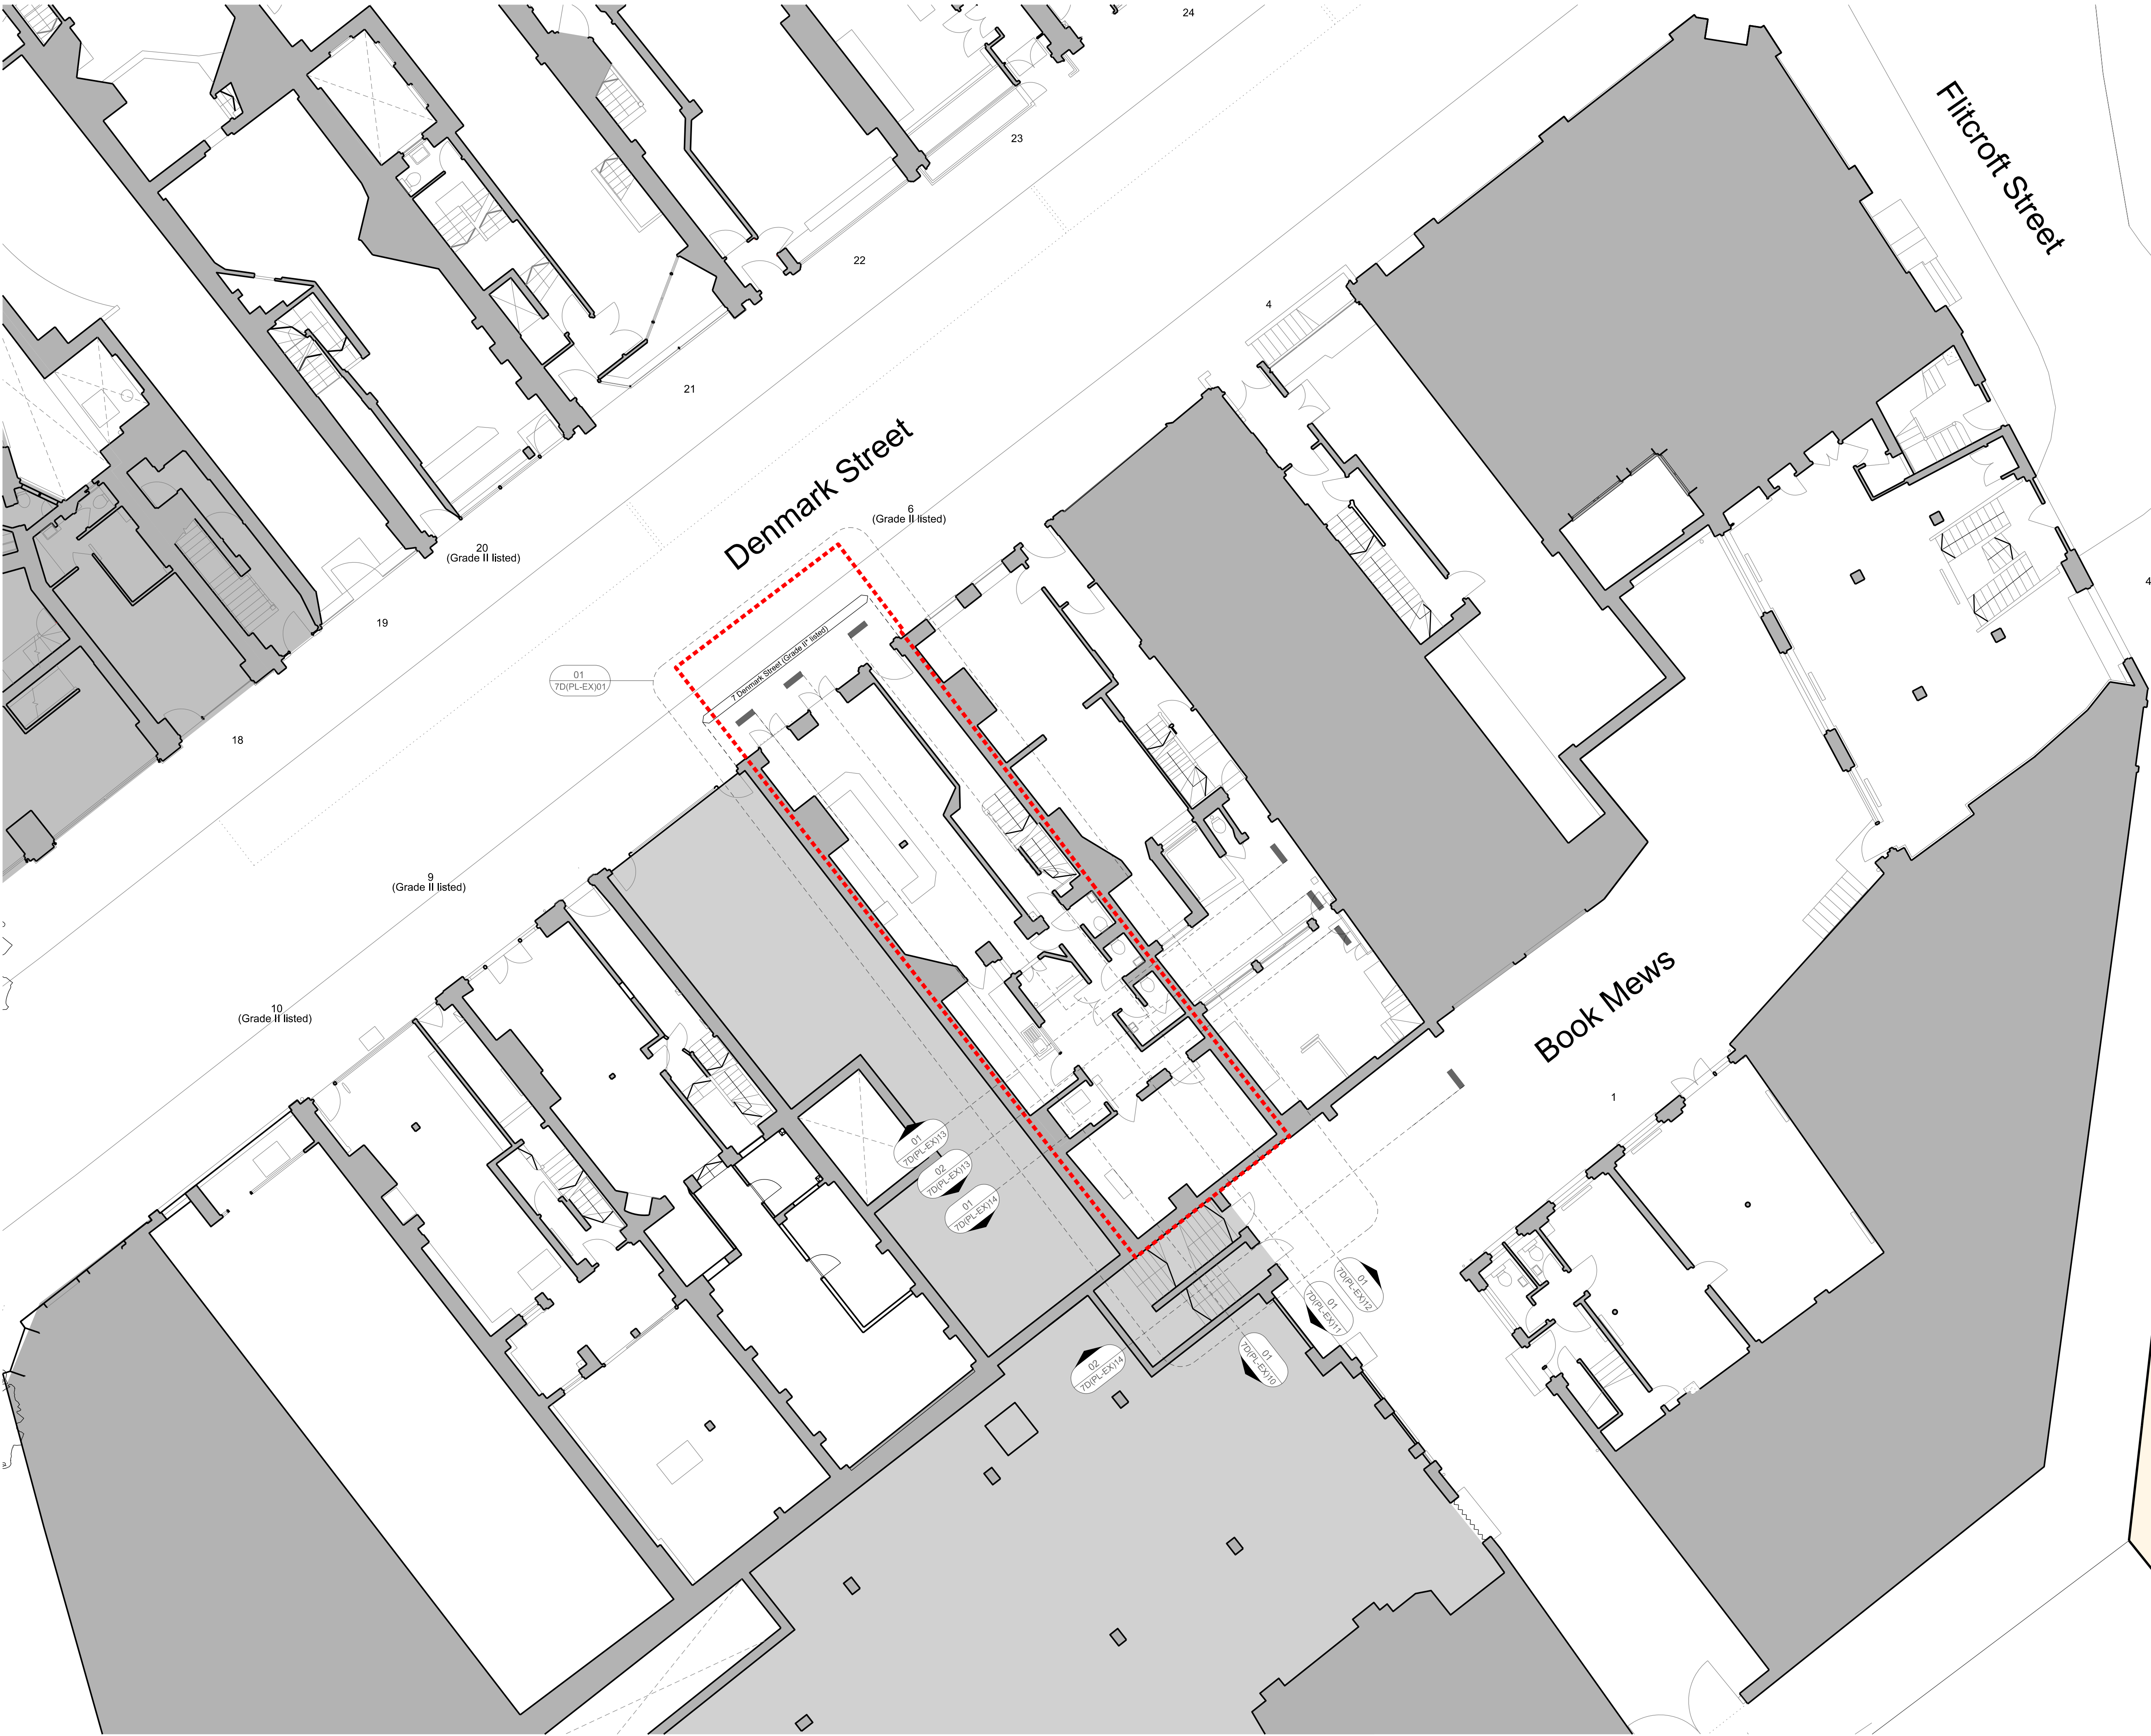 24
Flitcroft Street
23
22
4
21
Denmark Street
6
(Grade II listed)
20
(Grade II listed)
4
19
7 Denmark Street (Grade II* listed)
01
7D(PL-EX)01
18
9
(Grade II listed)
Book Mews
10
(Grade II listed)
1
01
7D(PL-EX)13
02
7D(PL-EX)13
01
7D(PL-EX)14
01
7D(PL-EX)12
01
7D(PL-EX)11
01
7D(PL-EX)10
02
7D(PL-EX)14